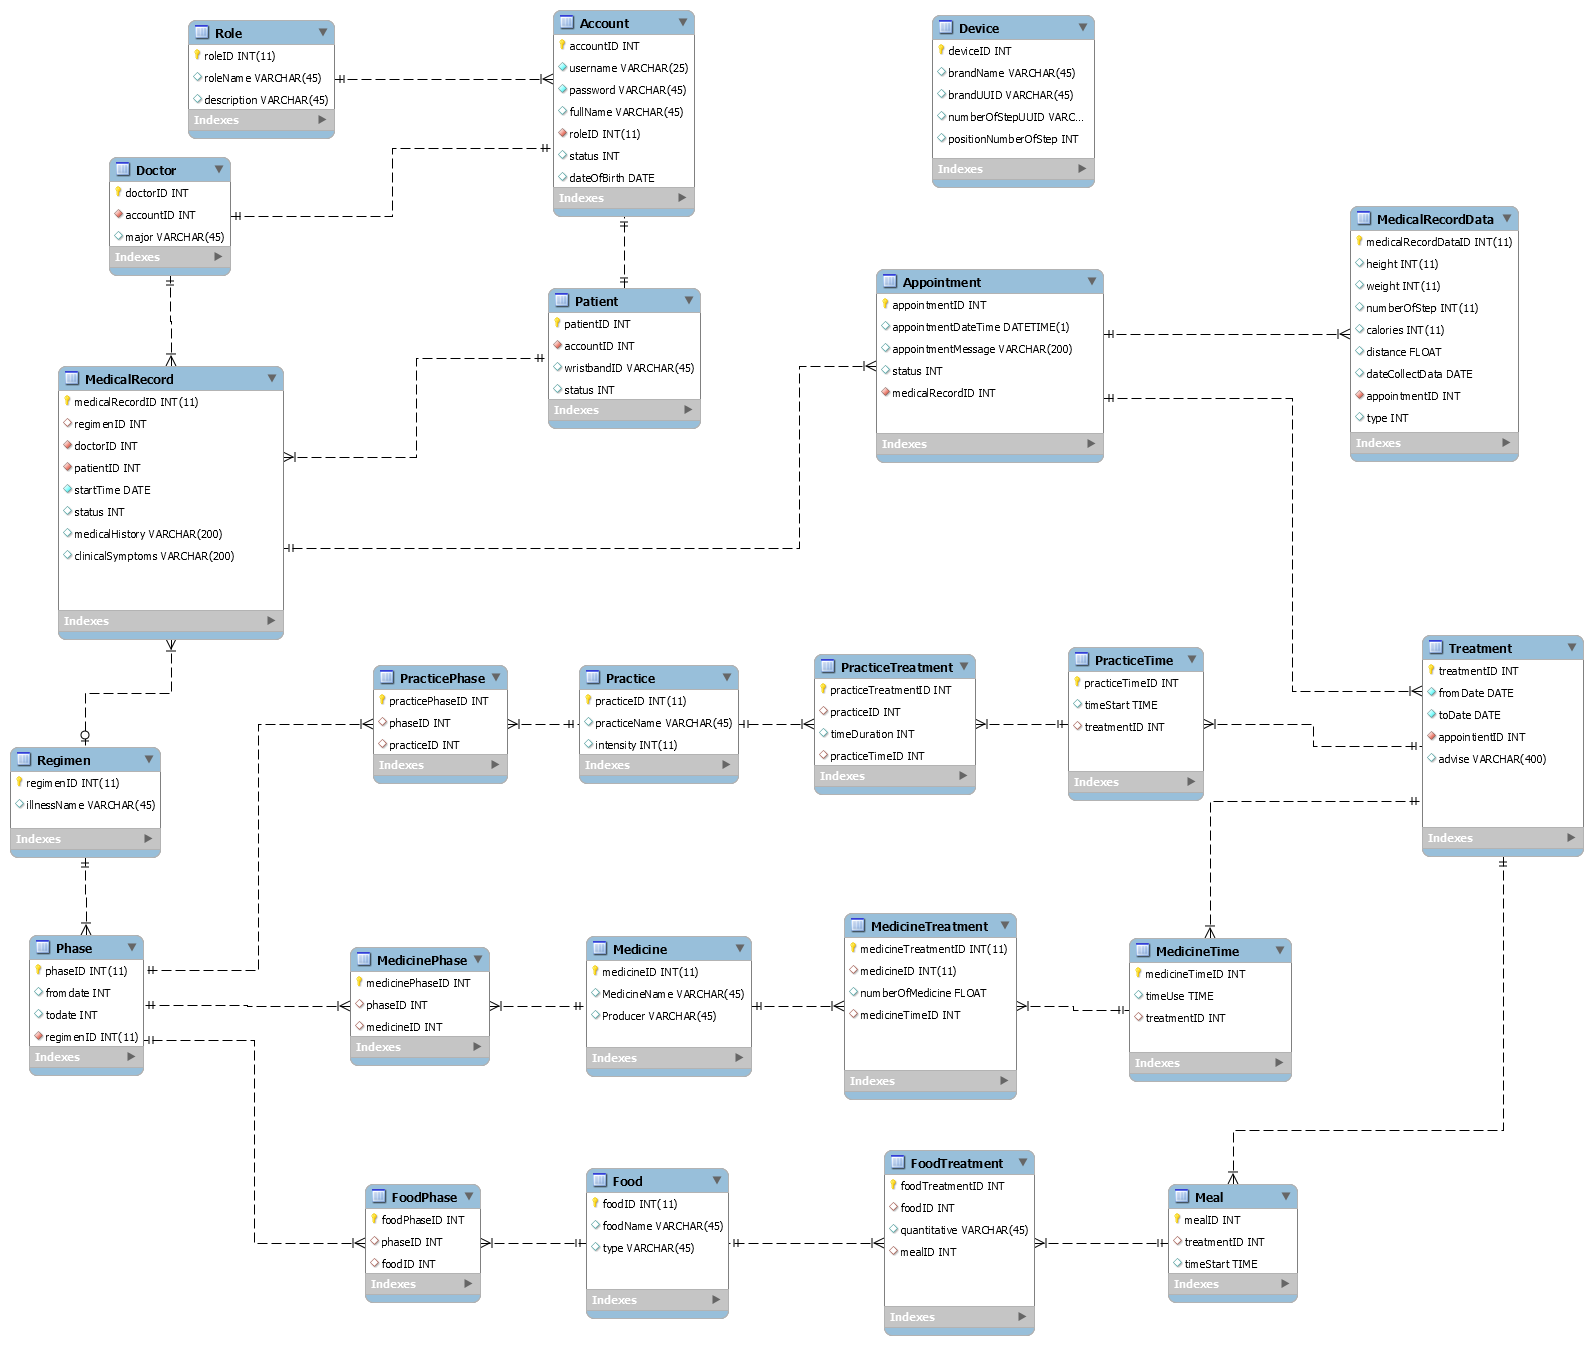 Role
roleID INT(11)
roleName VARCHAR(45)
description VARCHAR(45)
Indexes
Account
accountID INT
username VARCHAR(25)
password VARCHAR(45)
fullName VARCHAR(45)
roleID INT(11)
status INT
dateOfBirth DATE
Indexes
Device
deviceID INT
brandName VARCHAR(45)
brandUUID VARCHAR(45)
numberOfStepUUID VARC...
positionNumberOfStep INT
Indexes
Doctor
doctorID INT
accountID INT
major VARCHAR(45)
Indexes
Patient
patientID INT
accountID INT
wristbandID VARCHAR(45)
status INT
Indexes
Appointment
appointmentID INT
appointmentDateTime DATETIME(1)
appointmentMessage VARCHAR(200)
status INT
medicalRecordID INT
Indexes
MedicalRecordData
medicalRecordDataID INT(11)
height INT(11)
weight INT(11)
numberOfStep INT(11)
calories INT(11)
distance FLOAT
dateCollectData DATE
appointmentID INT
type INT
Indexes
MedicalRecord
medicalRecordID INT(11)
regimenID INT
doctorID INT
patientID INT
startTime DATE
status INT
medicalHistory VARCHAR(200)
clinicalSymptoms VARCHAR(200)
Indexes
PracticePhase
practicePhaseID INT
phaseID INT
practiceID INT
Indexes
Practice
practiceID INT(11)
practiceName VARCHAR(45)
intensity INT(11)
Indexes
PracticeTreatment
practiceTreatmentID INT
practiceID INT
timeDuration INT
practiceTimeID INT
Indexes
PracticeTime
practiceTimeID INT
timeStart TIME
treatmentID INT
Indexes
Treatment
treatmentID INT
fromDate DATE
toDate DATE
appointientID INT
advise VARCHAR(400)
Indexes
Regimen
regimenID INT(11)
illnessName VARCHAR(45)
Indexes
Phase
phaseID INT(11)
fromdate INT
todate INT
regimenID INT(11)
Indexes
MedicinePhase
medicinePhaseID INT
phaseID INT
medicineID INT
Indexes
Medicine
medicineID INT(11)
MedicineName VARCHAR(45)
Producer VARCHAR(45)
Indexes
MedicineTreatment
medicineTreatmentID INT(11)
medicineID INT(11)
numberOfMedicine FLOAT
medicineTimeID INT
Indexes
MedicineTime
medicineTimeID INT
timeUse TIME
treatmentID INT
Indexes
FoodPhase
foodPhaseID INT
phaseID INT
foodID INT
Indexes
Food
foodID INT(11)
foodName VARCHAR(45)
type VARCHAR(45)
Indexes
FoodTreatment
foodTreatmentID INT
foodID INT
quantitative VARCHAR(45)
mealID INT
Indexes
Meal
mealID INT
treatmentID INT
timeStart TIME
Indexes